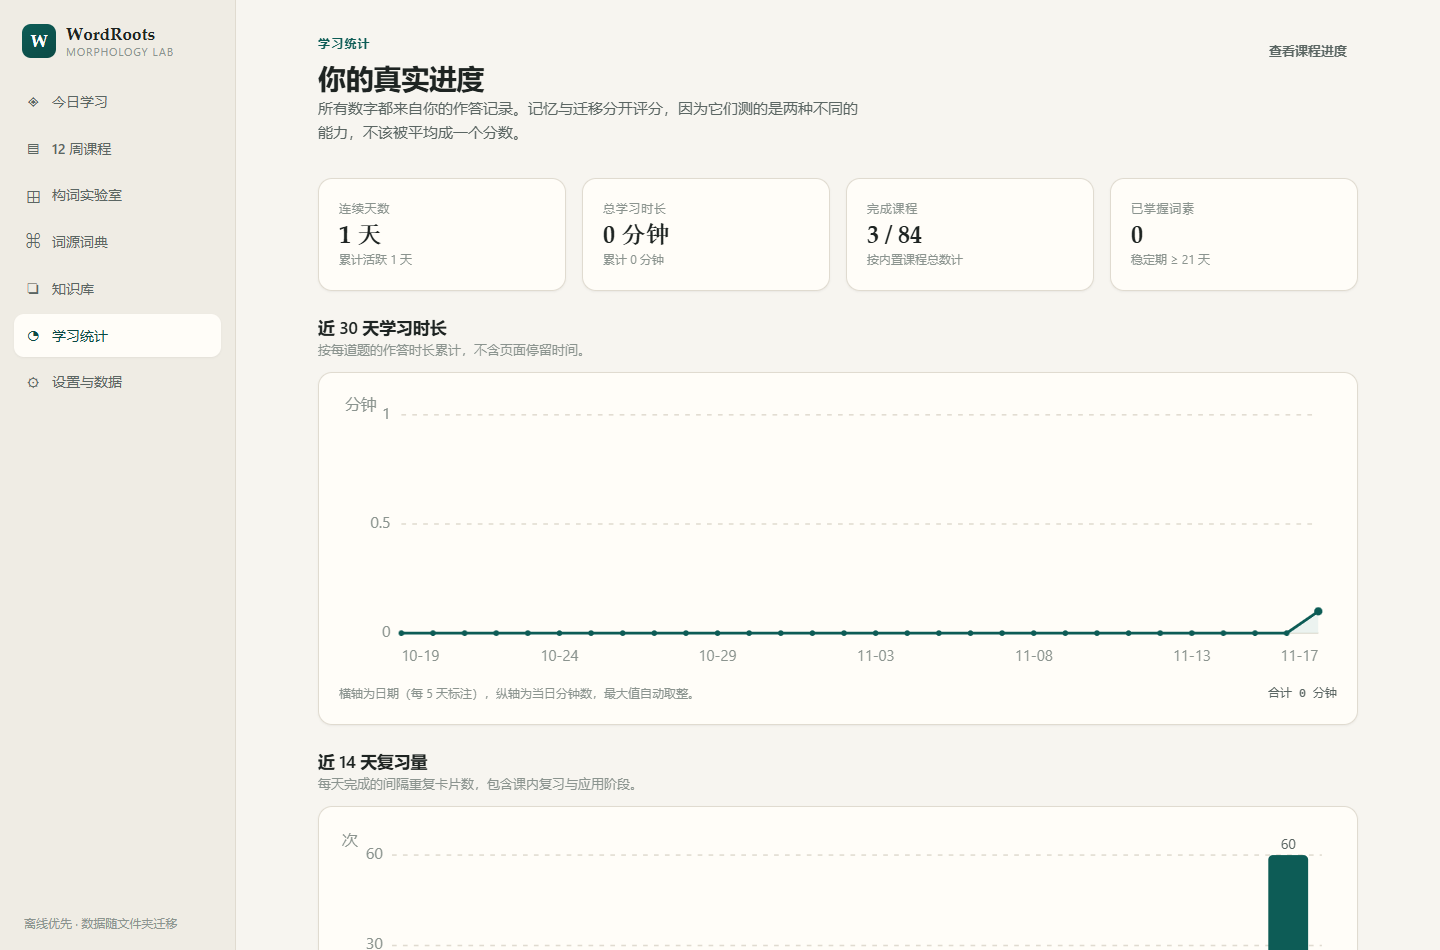 W
WordRoots
MORPHOLOGY LAB
今日学习
12 周课程
构词实验室
词源词典
知识库
学习统计
设置与数据
离线优先 · 数据随文件夹迁移
学习统计
查看课程进度
你的真实进度
所有数字都来自你的作答记录。记忆与迁移分开评分，因为它们测的是两种不同的
能力，不该被平均成一个分数。
连续天数
1 天
累计活跃 1 天
总学习时长
0 分钟
累计 0 分钟
完成课程
3 / 84
按内置课程总数计
已掌握词素
0
稳定期 ≥ 21 天
近 30 天学习时长
按每道题的作答时长累计，不含页面停留时间。
分钟
1
0.5
0
10-19 10-24 10-29 11-03 11-08 11-13 11-17
横轴为日期（每 5 天标注），纵轴为当日分钟数，最大值自动取整。
合计 0 分钟
近 14 天复习量
每天完成的间隔重复卡片数，包含课内复习与应用阶段。
次
60
60
30